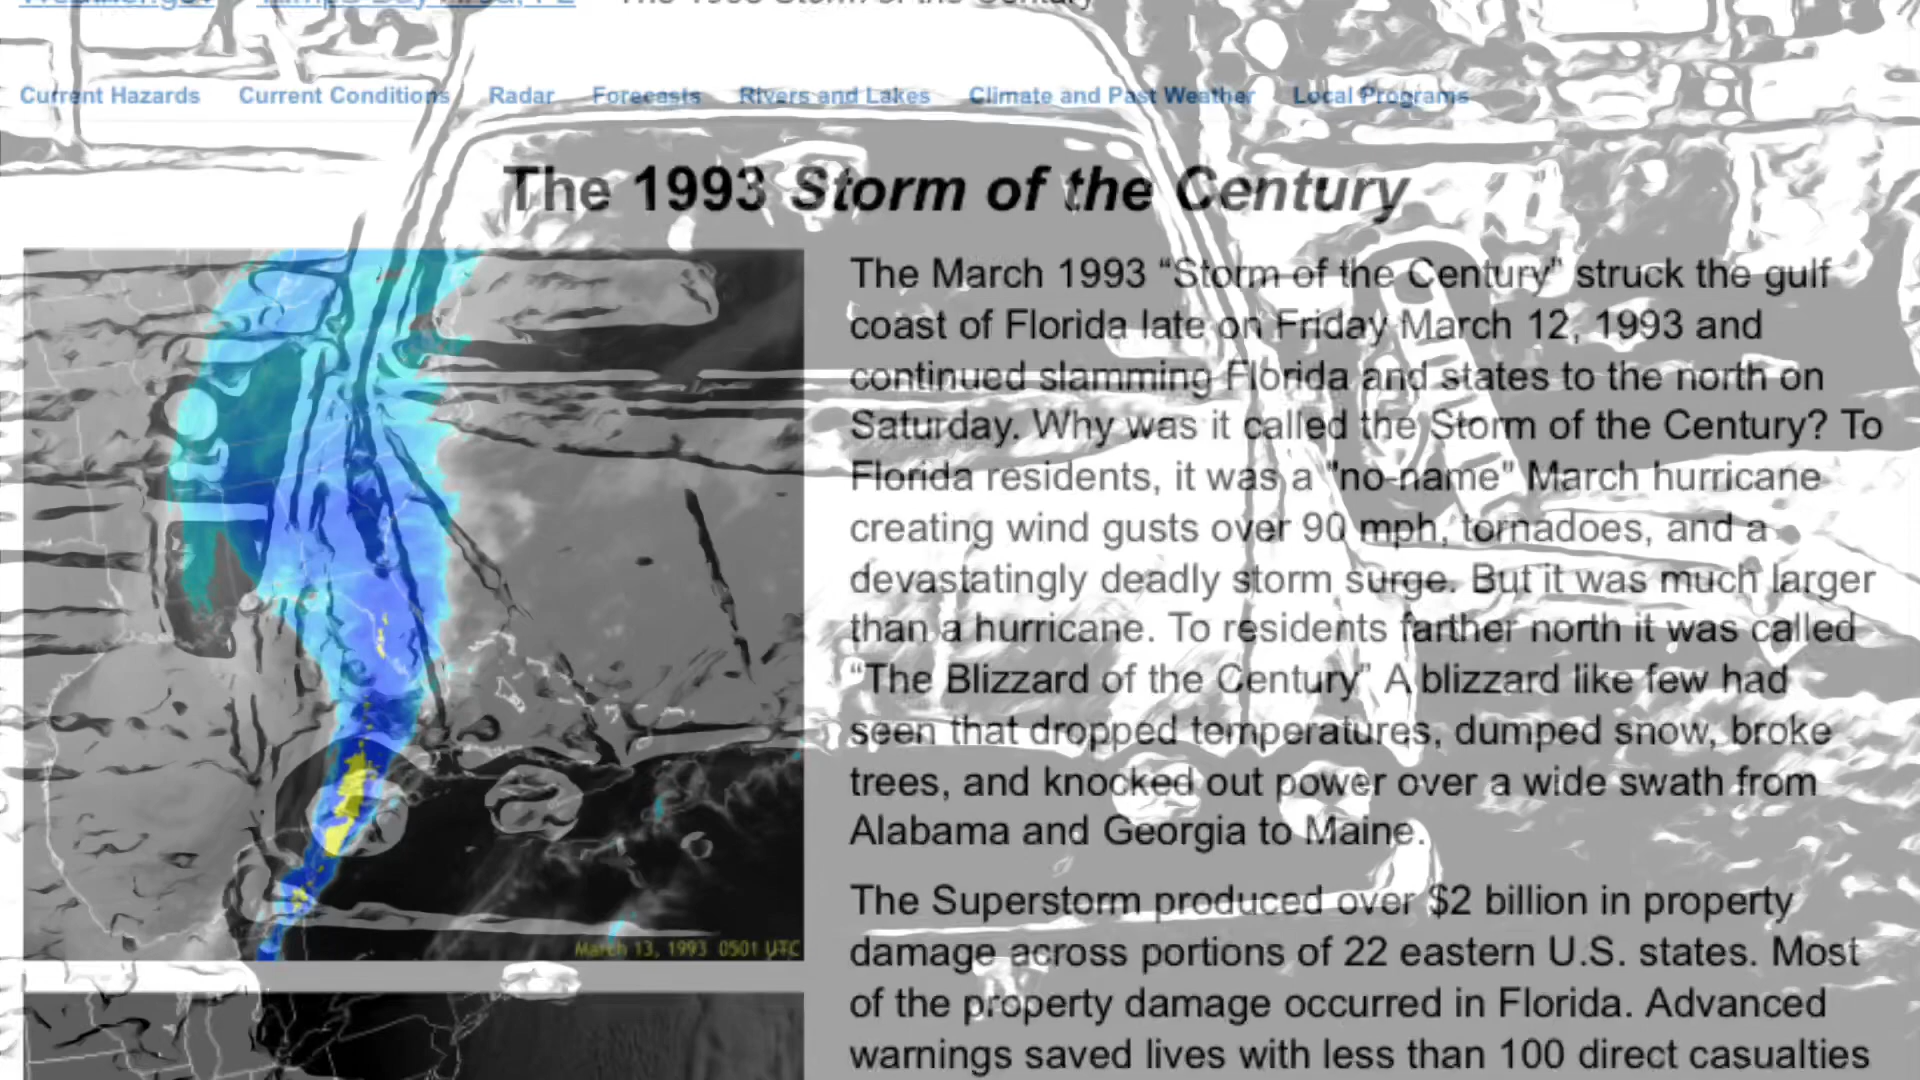 The 1993 Storm of the Century
Current Hazards Current Conditions Radar Forecasts Rivers and Lakes Climate and Past Weather Local Programs
The 1993 Storm of the Century
The March 1993 “Storm of the Century” struck the gulf
coast of Florida late on Friday March 12, 1993 and
continued slamming Florida and states to the north on
Saturday. Why was it called the Storm of the Century? To
Florida residents, it was a "no-name" March hurricane
creating wind gusts over 90 mph, tornadoes, and a
devastatingly deadly storm surge. But it was much larger
than a hurricane. To residents farther north it was called
“The Blizzard of the Century” A blizzard like few had
seen that dropped temperatures, dumped snow, broke
trees, and knocked out power over a wide swath from
Alabama and Georgia to Maine.
The Superstorm produced over $2 billion in property
damage across portions of 22 eastern U.S. states. Most
of the property damage occurred in Florida. Advanced
warnings saved lives with less than 100 direct casualties
March 13, 1993 0501 UTC